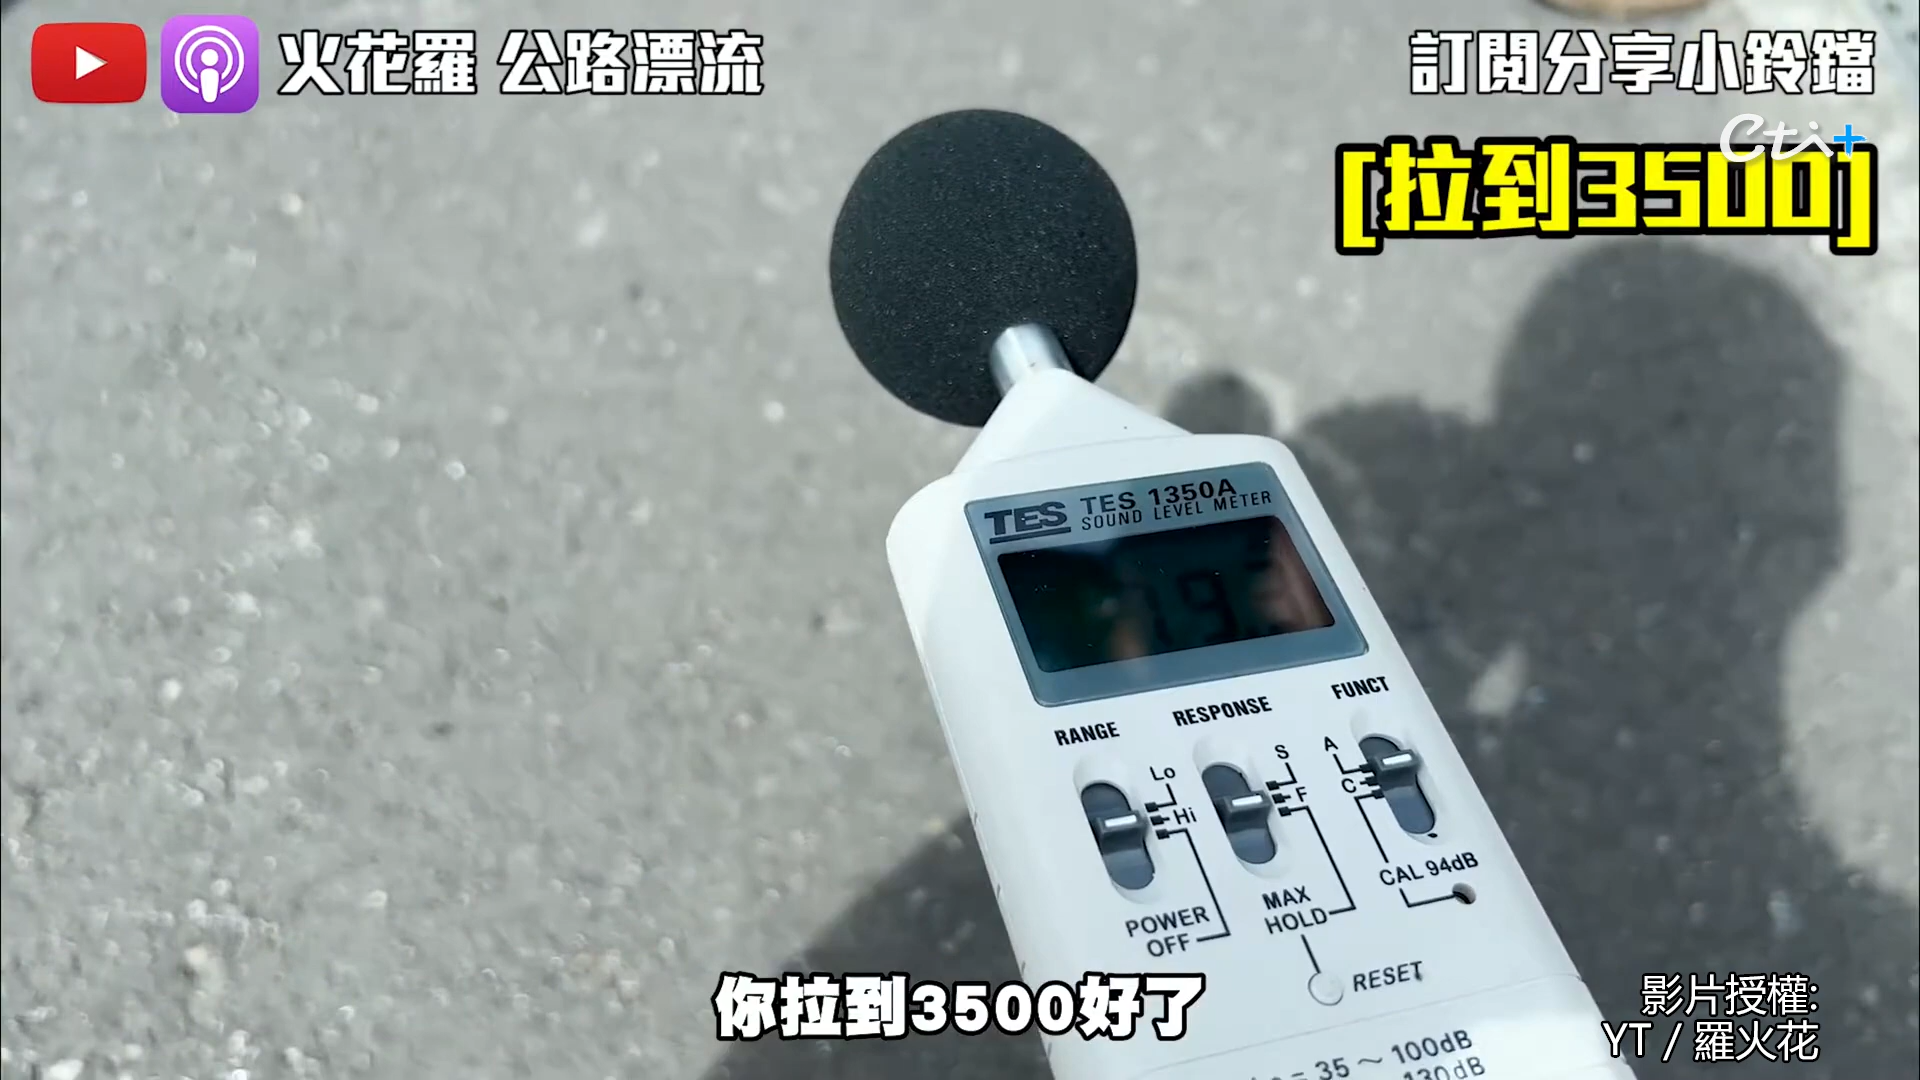 火花羅 公路漂流
訂閱分享小鈴鐺
Cti+
[拉到3500]
TES TES 1350A
SOUND LEVEL METER
RANGE RESPONSE FUNCT
Lo
Hi
S
F
A
C
POWER
OFF
MAX
HOLD
CAL 94dB
RESET
35 ~ 100dB
130dB
你拉到3500好了
影片授權:
YT / 羅火花